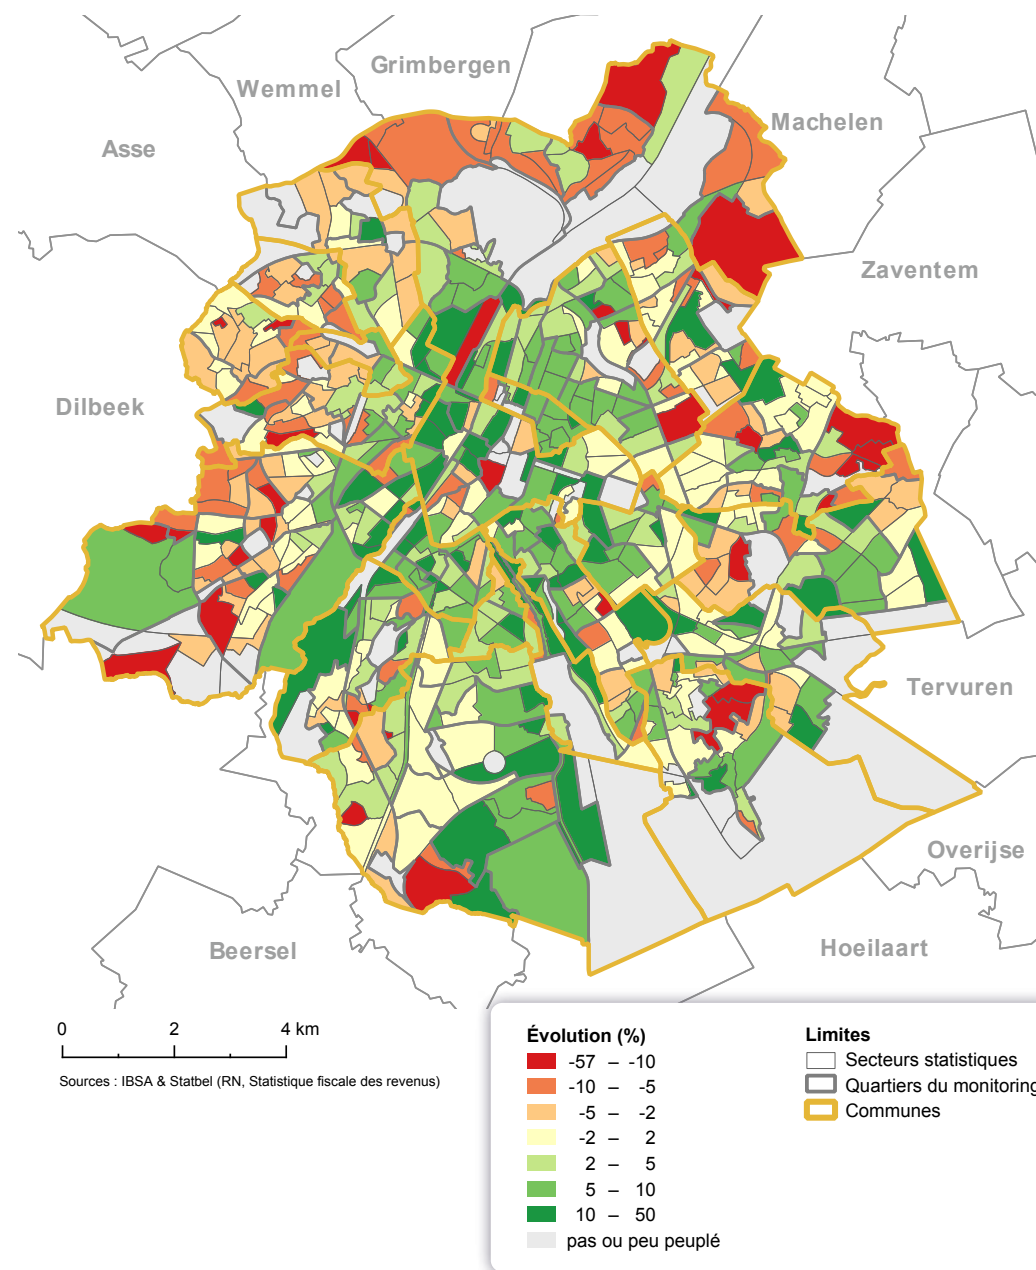 Grimbergen
Wemmel
Machelen
Asse
Zaventem
Dilbeek
Tervuren
Overijse
Beersel
Hoeilaart
0 2 4 km
Sources : IBSA & Statbel (RN, Statistique fiscale des revenus)
Évolution (%)
-57 – -10
-10 – -5
-5 – -2
-2 – 2
2 – 5
5 – 10
10 – 50
pas ou peu peuplé
Limites
Secteurs statistiques
Quartiers du monitoring
Communes